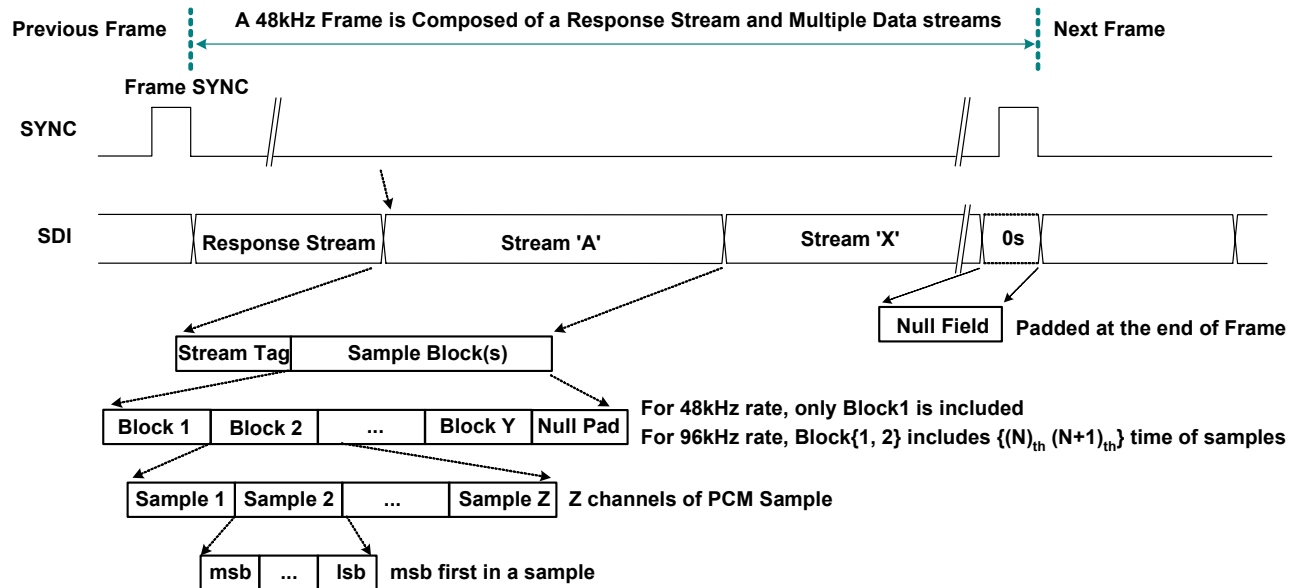 A 48kHz Frame is Composed of a Response Stream and Multiple Data streams
Previous Frame
Next Frame
Frame SYNC
SYNC
SDI
Response Stream
Stream 'A'
Stream 'X'
0s
Null Field
Padded at the end of Frame
Stream Tag
Sample Block(s)
Block 1
Block 2
...
Block Y
Null Pad
For 48kHz rate, only Block1 is included
For 96kHz rate, Block{1, 2} includes {(N)th (N+1)th} time of samples
Sample 1
Sample 2
...
Sample Z
Z channels of PCM Sample
msb
...
lsb
msb first in a sample